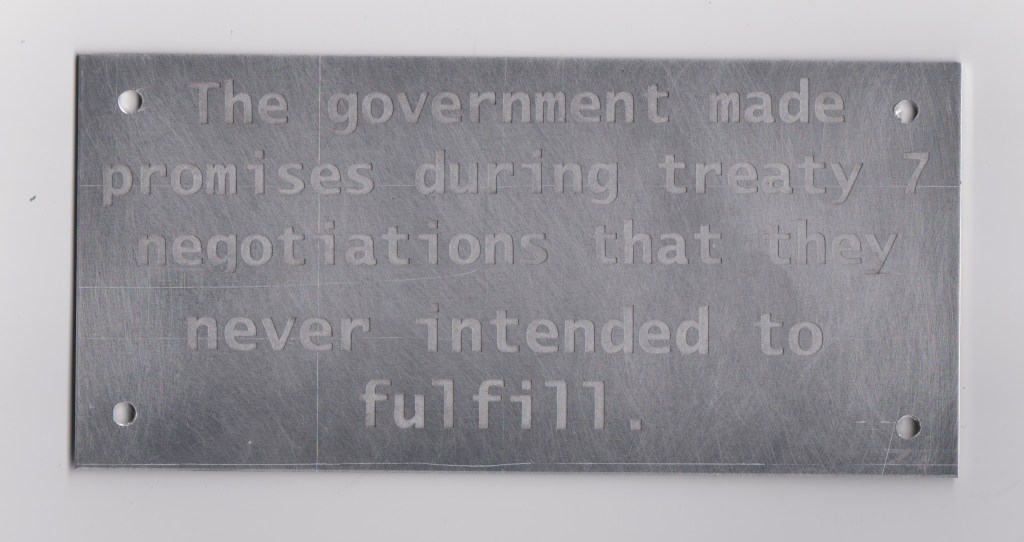 The government made
promises during treaty 7
negotiations that they
never intended to
fulfill.